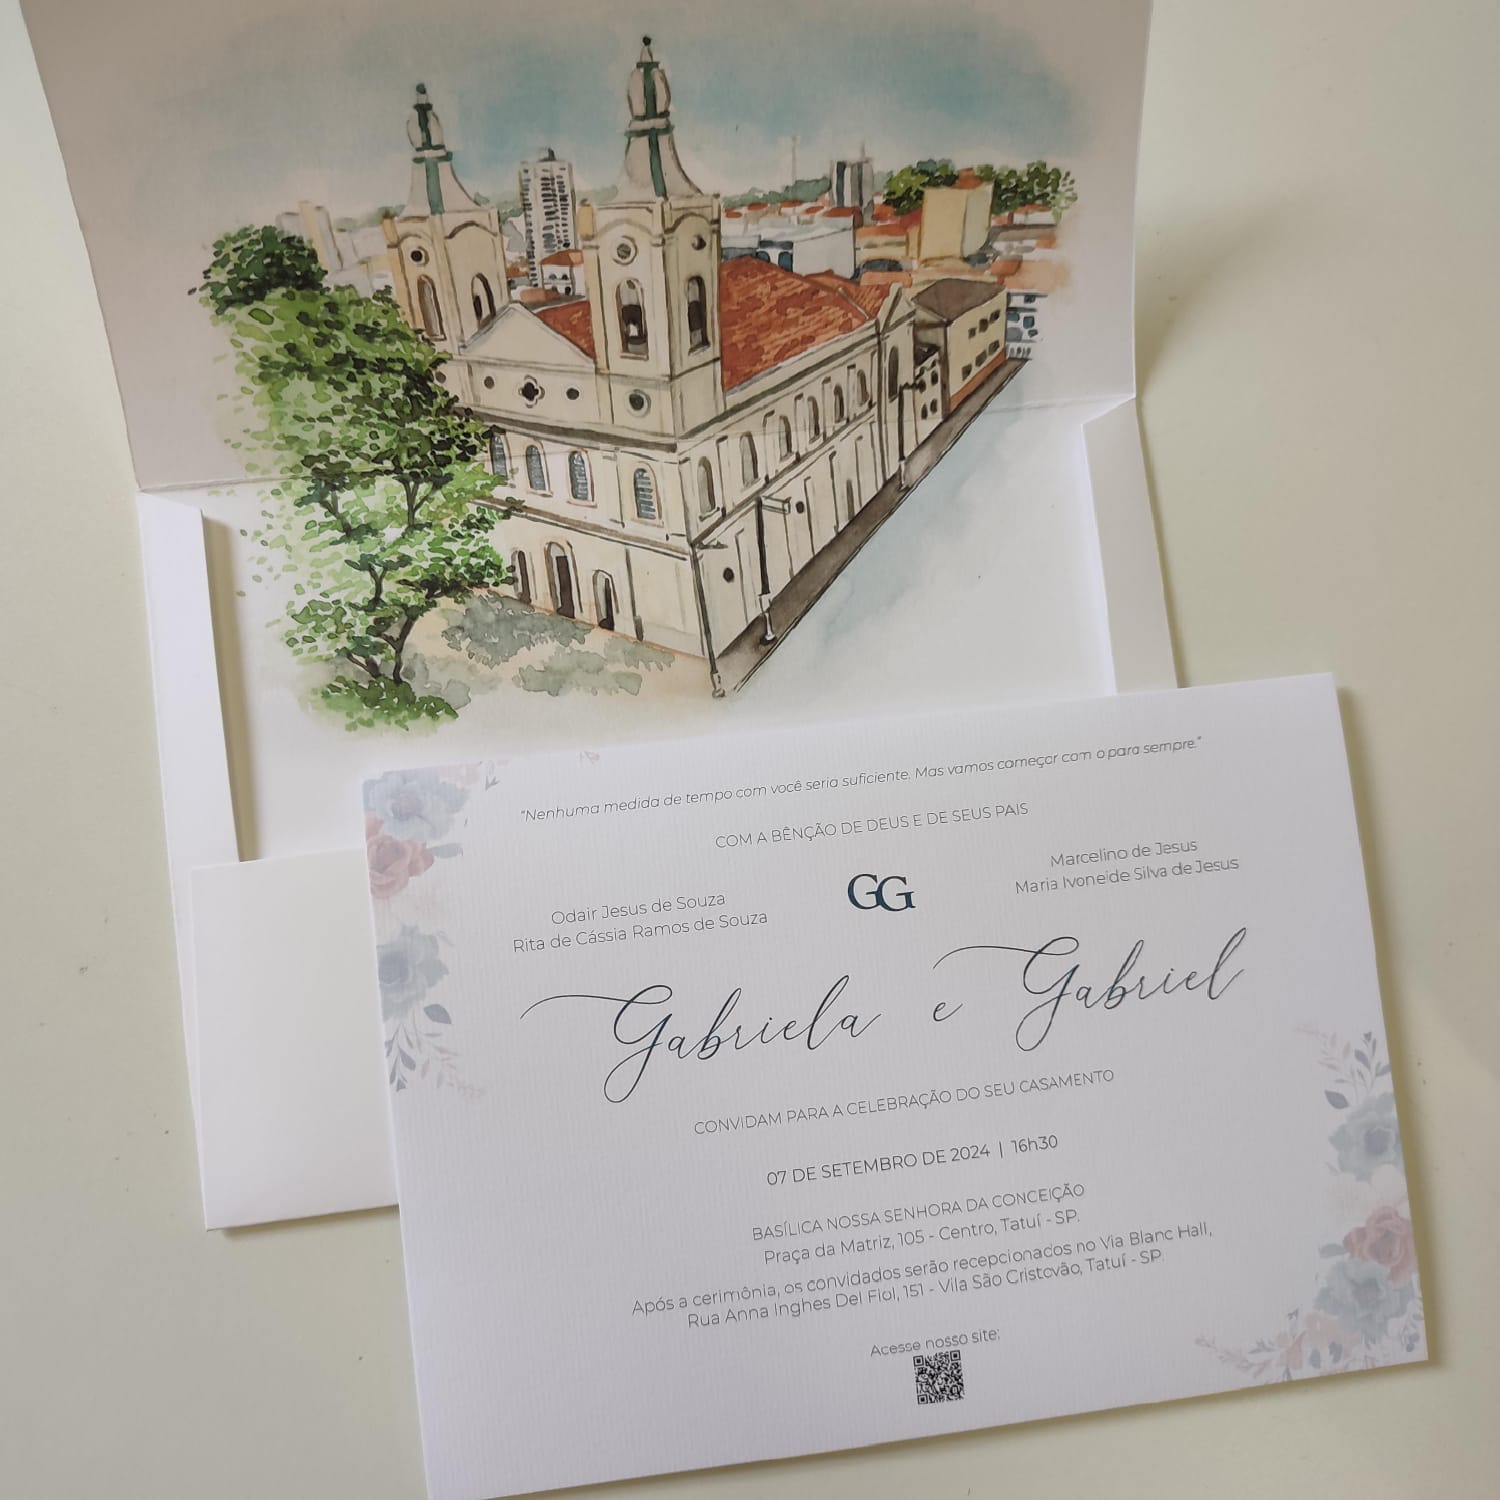 "Nenhuma medida de tempo com você seria suficiente. Mas vamos começar com o para sempre."
COM A BÊNÇÃO DE DEUS E DE SEUS PAIS
Odair Jesus de Souza
Rita de Cássia Ramos de Souza
GG
Marcelino de Jesus
Maria Ivoneide Silva de Jesus
Gabriela e Gabriel
CONVIDAM PARA A CELEBRAÇÃO DO SEU CASAMENTO
07 DE SETEMBRO DE 2024 | 16h30
BASÍLICA NOSSA SENHORA DA CONCEIÇÃO
Praça da Matriz, 105 - Centro, Tatuí - SP.
Após a cerimônia, os convidados serão recepcionados no Via Blanc Hall,
Rua Anna Inghes Del Fiol, 151 - Vila São Cristovão, Tatuí - SP.
Acesse nosso site: